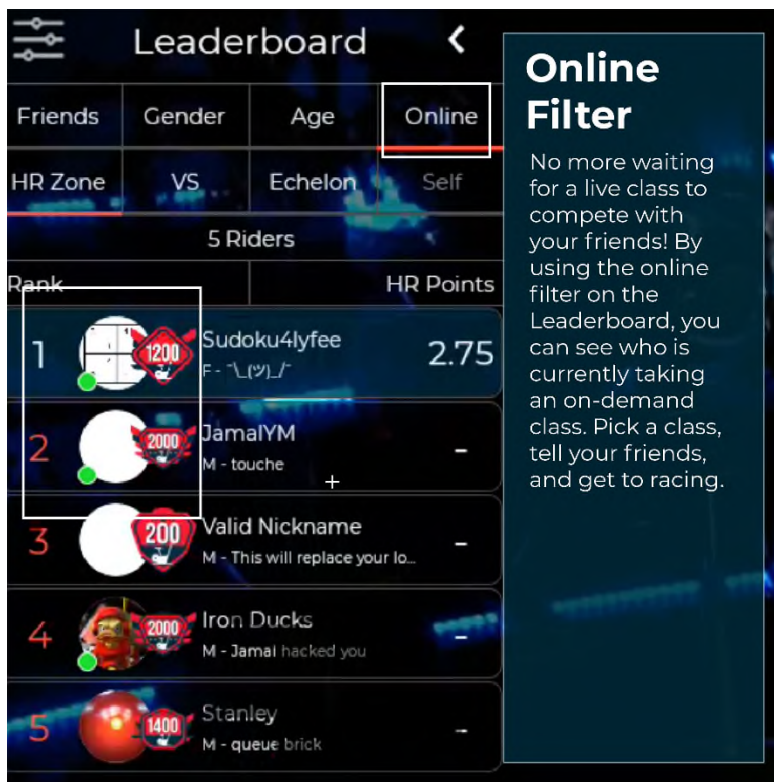 Leaderboard
Friends Gender Age Online
HR Zone VS Echelon Self
5 Riders
Rank HR Points
1 1200 Sudoku4lyfee 2.75
F - ¯\_(ツ)_/¯
2 2000 JamalYM -
M - touche
3 200 Valid Nickname -
M - This will replace your lo...
4 2000 Iron Ducks -
M - Jamal hacked you
5 1400 Stanley -
M - queue brick
Online
Filter
No more waiting
for a live class to
compete with
your friends! By
using the online
filter on the
Leaderboard, you
can see who is
currently taking
an on-demand
class. Pick a class,
tell your friends,
and get to racing.